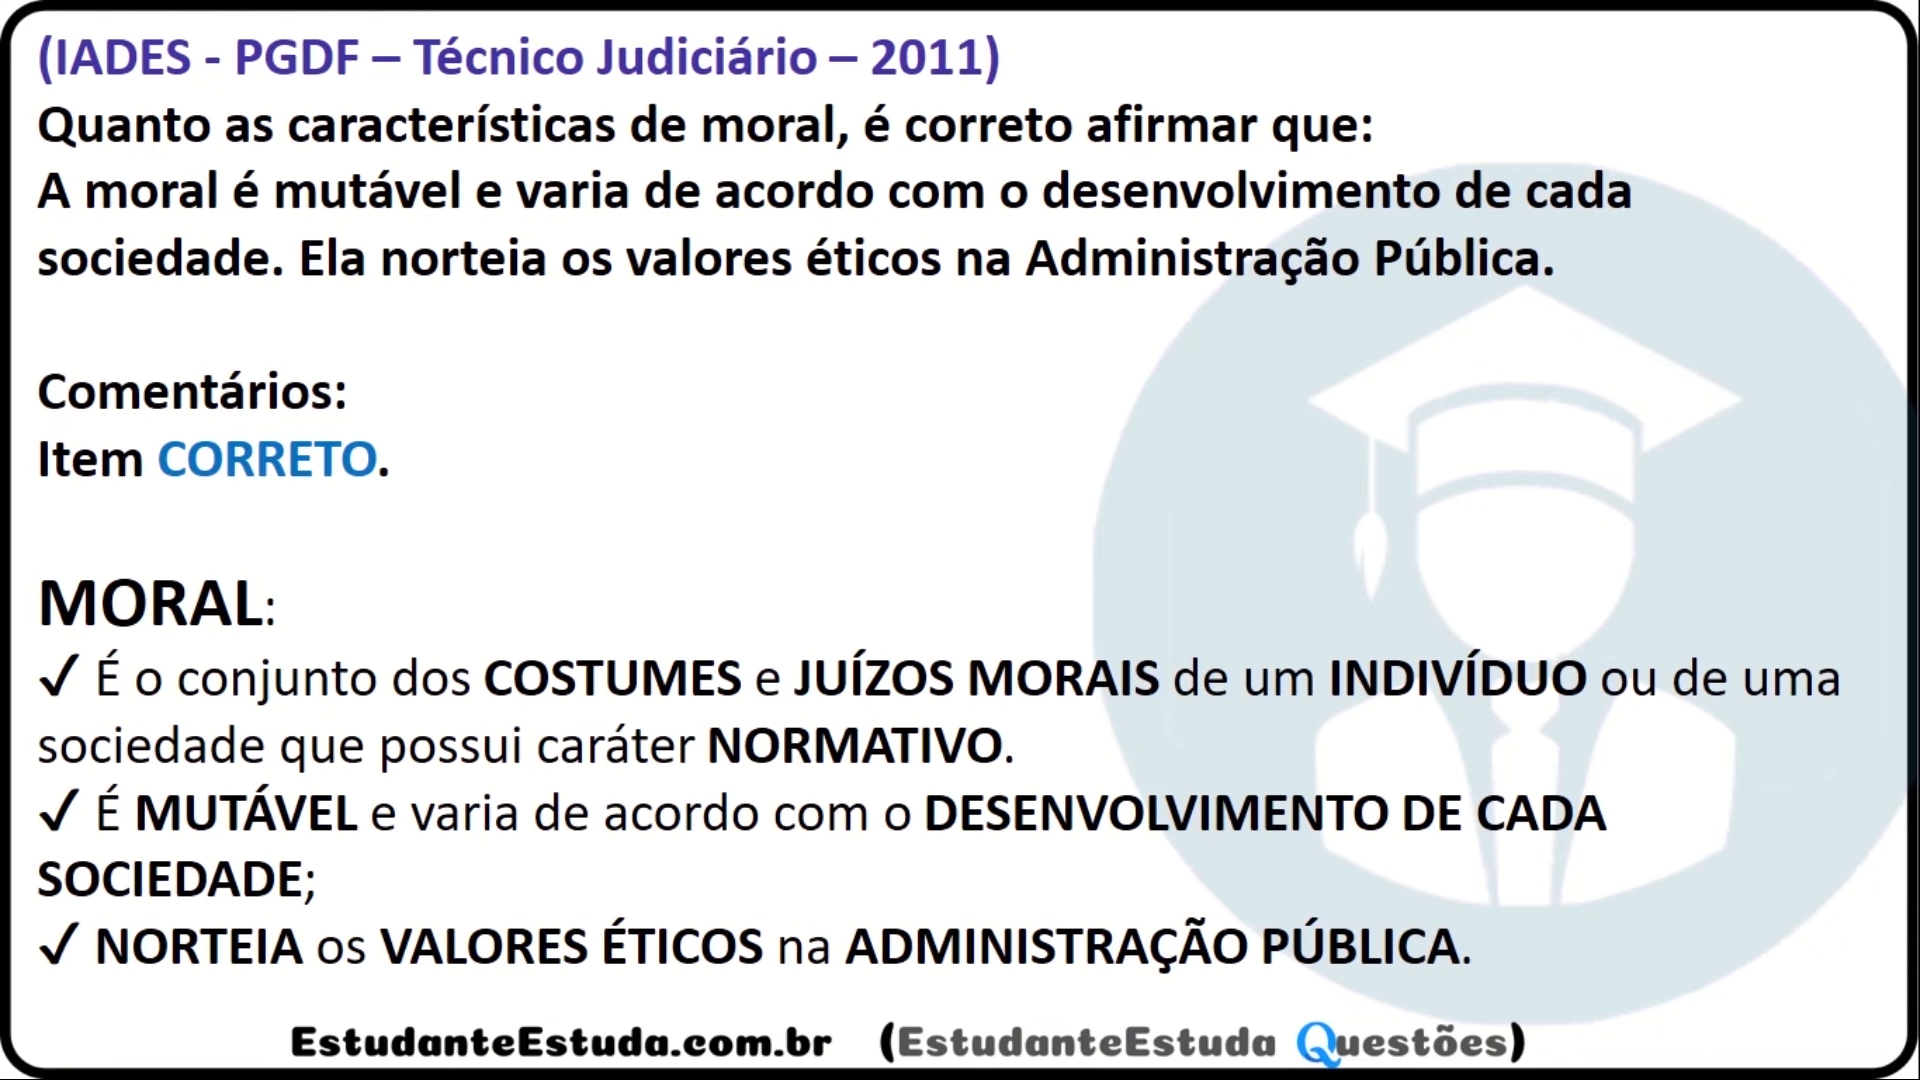 (IADES - PGDF – Técnico Judiciário – 2011)
Quanto as características de moral, é correto afirmar que:
A moral é mutável e varia de acordo com o desenvolvimento de cada
sociedade. Ela norteia os valores éticos na Administração Pública.
Comentários:
Item CORRETO.
MORAL:
✓ É o conjunto dos COSTUMES e JUÍZOS MORAIS de um INDIVÍDUO ou de uma
sociedade que possui caráter NORMATIVO.
✓ É MUTÁVEL e varia de acordo com o DESENVOLVIMENTO DE CADA
SOCIEDADE;
✓ NORTEIA os VALORES ÉTICOS na ADMINISTRAÇÃO PÚBLICA.
EstudanteEstuda.com.br (EstudanteEstuda Questões)